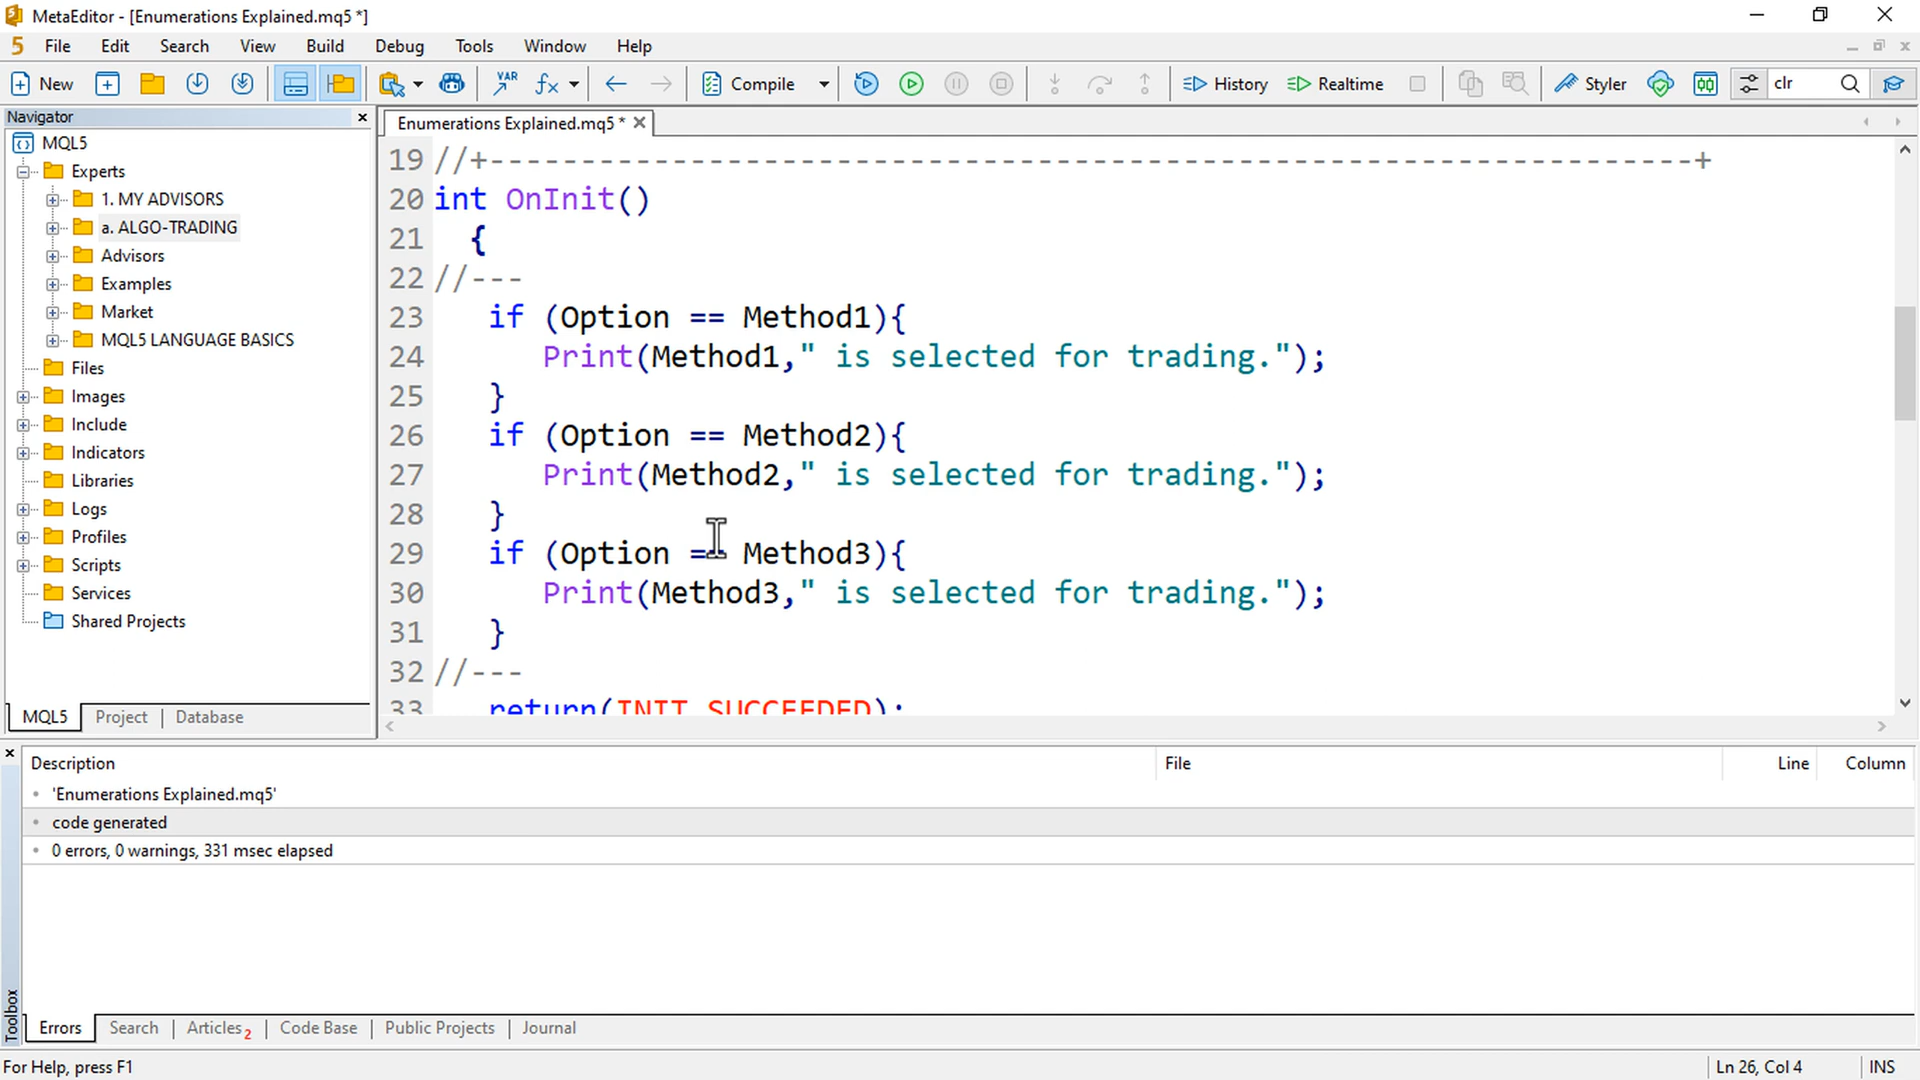 MetaEditor - [Enumerations Explained.mq5 *]
5 File Edit Search View Build Debug Tools Window Help
New VAR Compile History Realtime Styler clr
Navigator
Enumerations Explained.mq5 *
MQL5
Experts
1. MY ADVISORS
a. ALGO-TRADING
Advisors
Examples
Market
MQL5 LANGUAGE BASICS
Files
Images
Include
Indicators
Libraries
Logs
Profiles
Scripts
Services
Shared Projects
MQL5 Project Database
19 //+------------------------------------------------------------------+
20 int OnInit()
21 {
22 //---
23 if (Option == Method1){
24 Print(Method1," is selected for trading.");
25 }
26 if (Option == Method2){
27 Print(Method2," is selected for trading.");
28 }
29 if (Option == Method3){
30 Print(Method3," is selected for trading.");
31 }
32 //---
33 return(INIT_SUCCEEDED);
Description File Line Column
'Enumerations Explained.mq5'
code generated
0 errors, 0 warnings, 331 msec elapsed
Toolbox
Errors Search Articles 2 Code Base Public Projects Journal
For Help, press F1 Ln 26, Col 4 INS